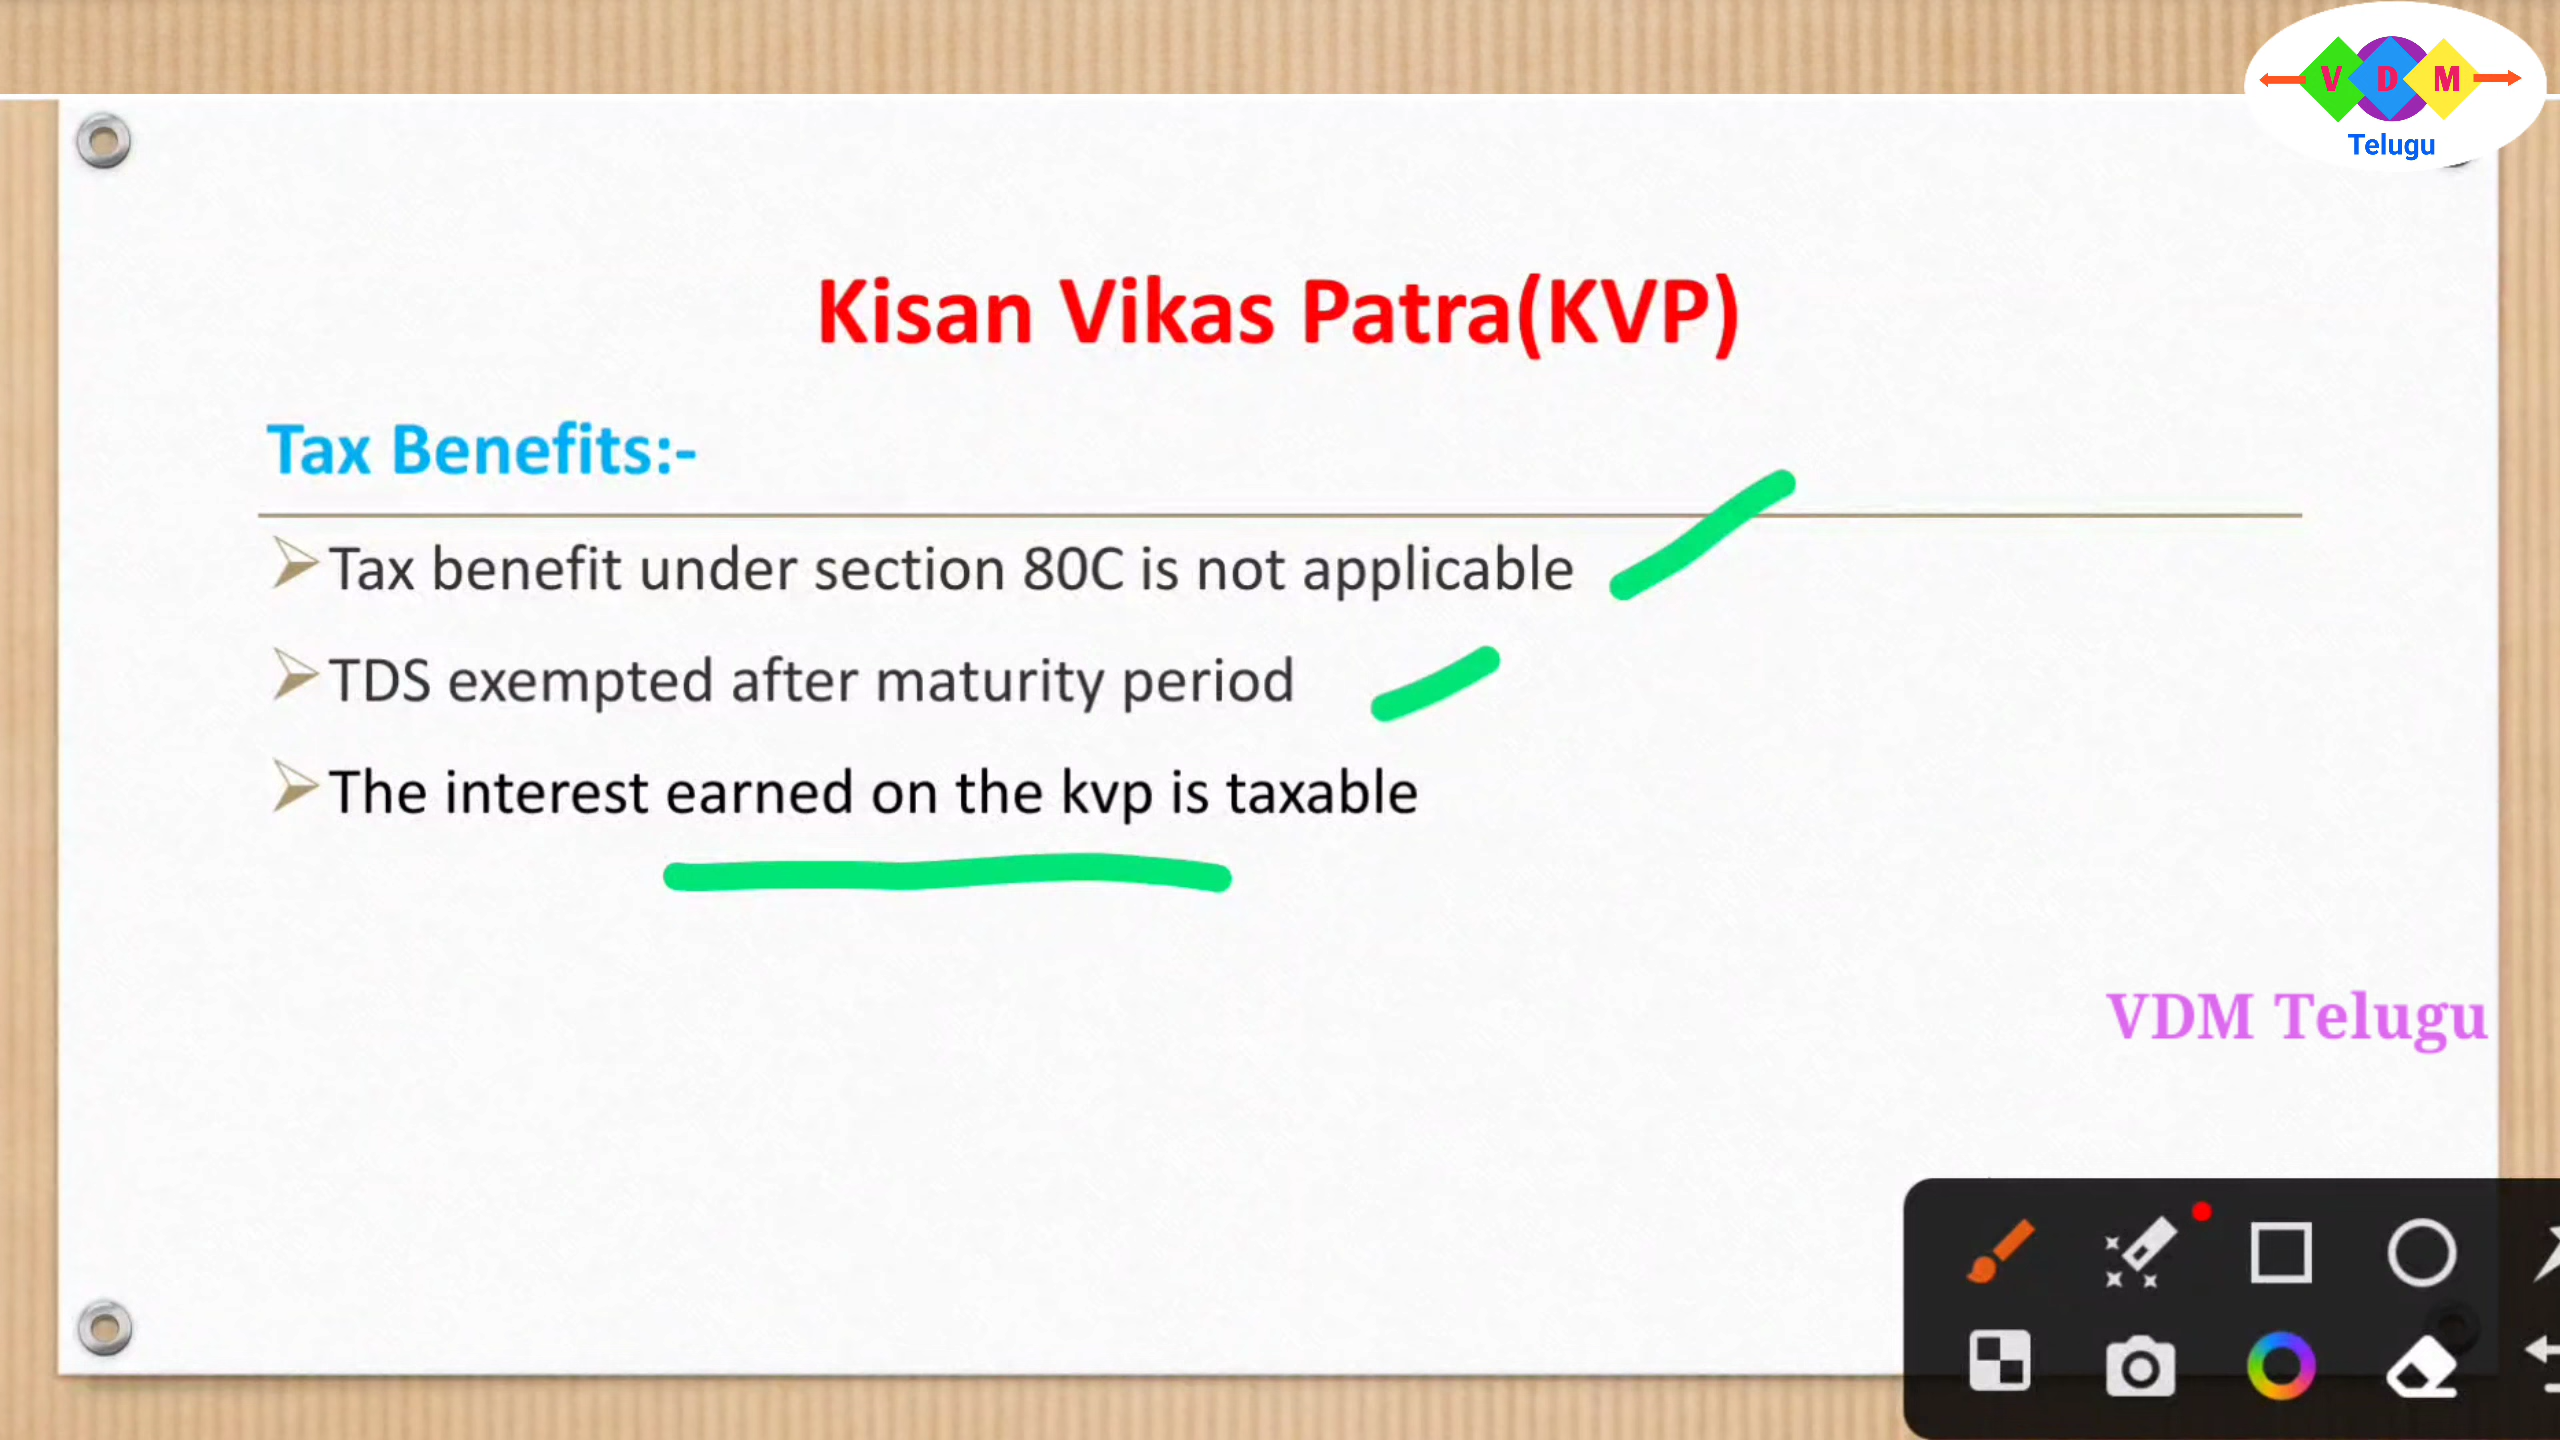 V D M
Telugu
Kisan Vikas Patra(KVP)
Tax Benefits:-
Tax benefit under section 80C is not applicable
TDS exempted after maturity period
The interest earned on the kvp is taxable
VDM Telugu